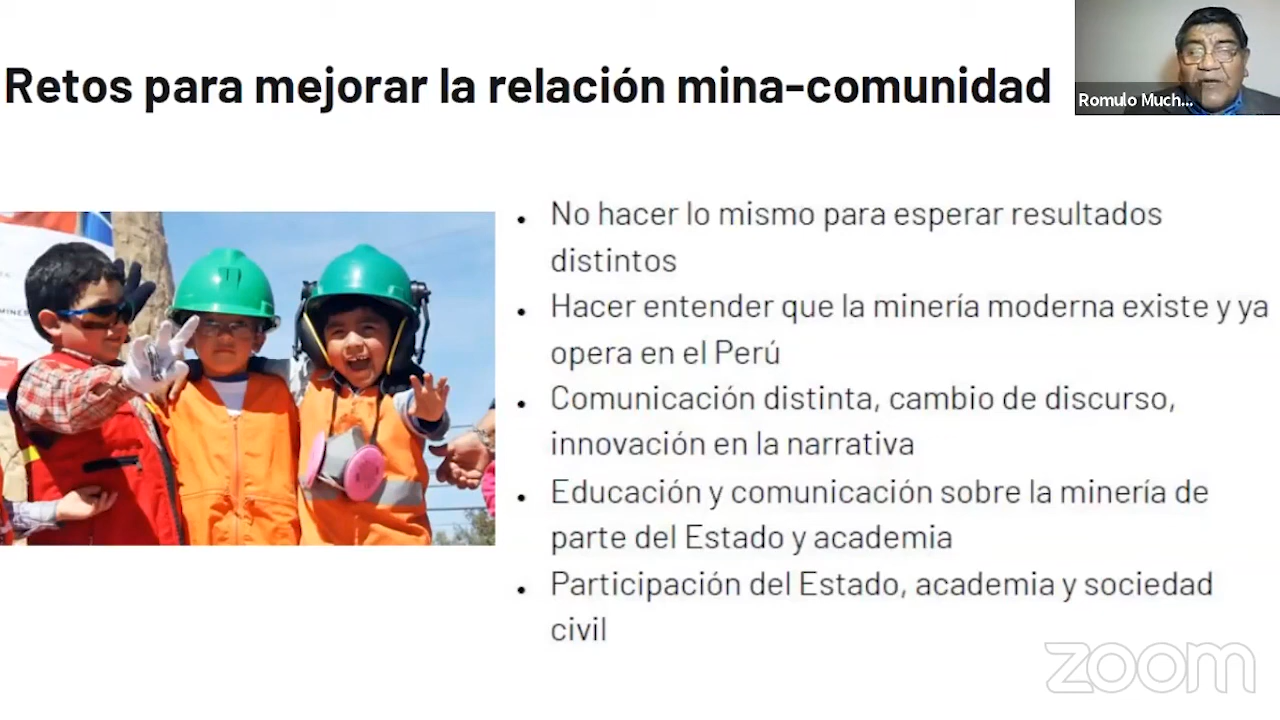 Retos para mejorar la relación mina-comunidad
Romulo Much...
MINER
• No hacer lo mismo para esperar resultados
distintos
• Hacer entender que la minería moderna existe y ya
opera en el Perú
• Comunicación distinta, cambio de discurso,
innovación en la narrativa
• Educación y comunicación sobre la minería de
parte del Estado y academia
• Participación del Estado, academia y sociedad
civil
zoom